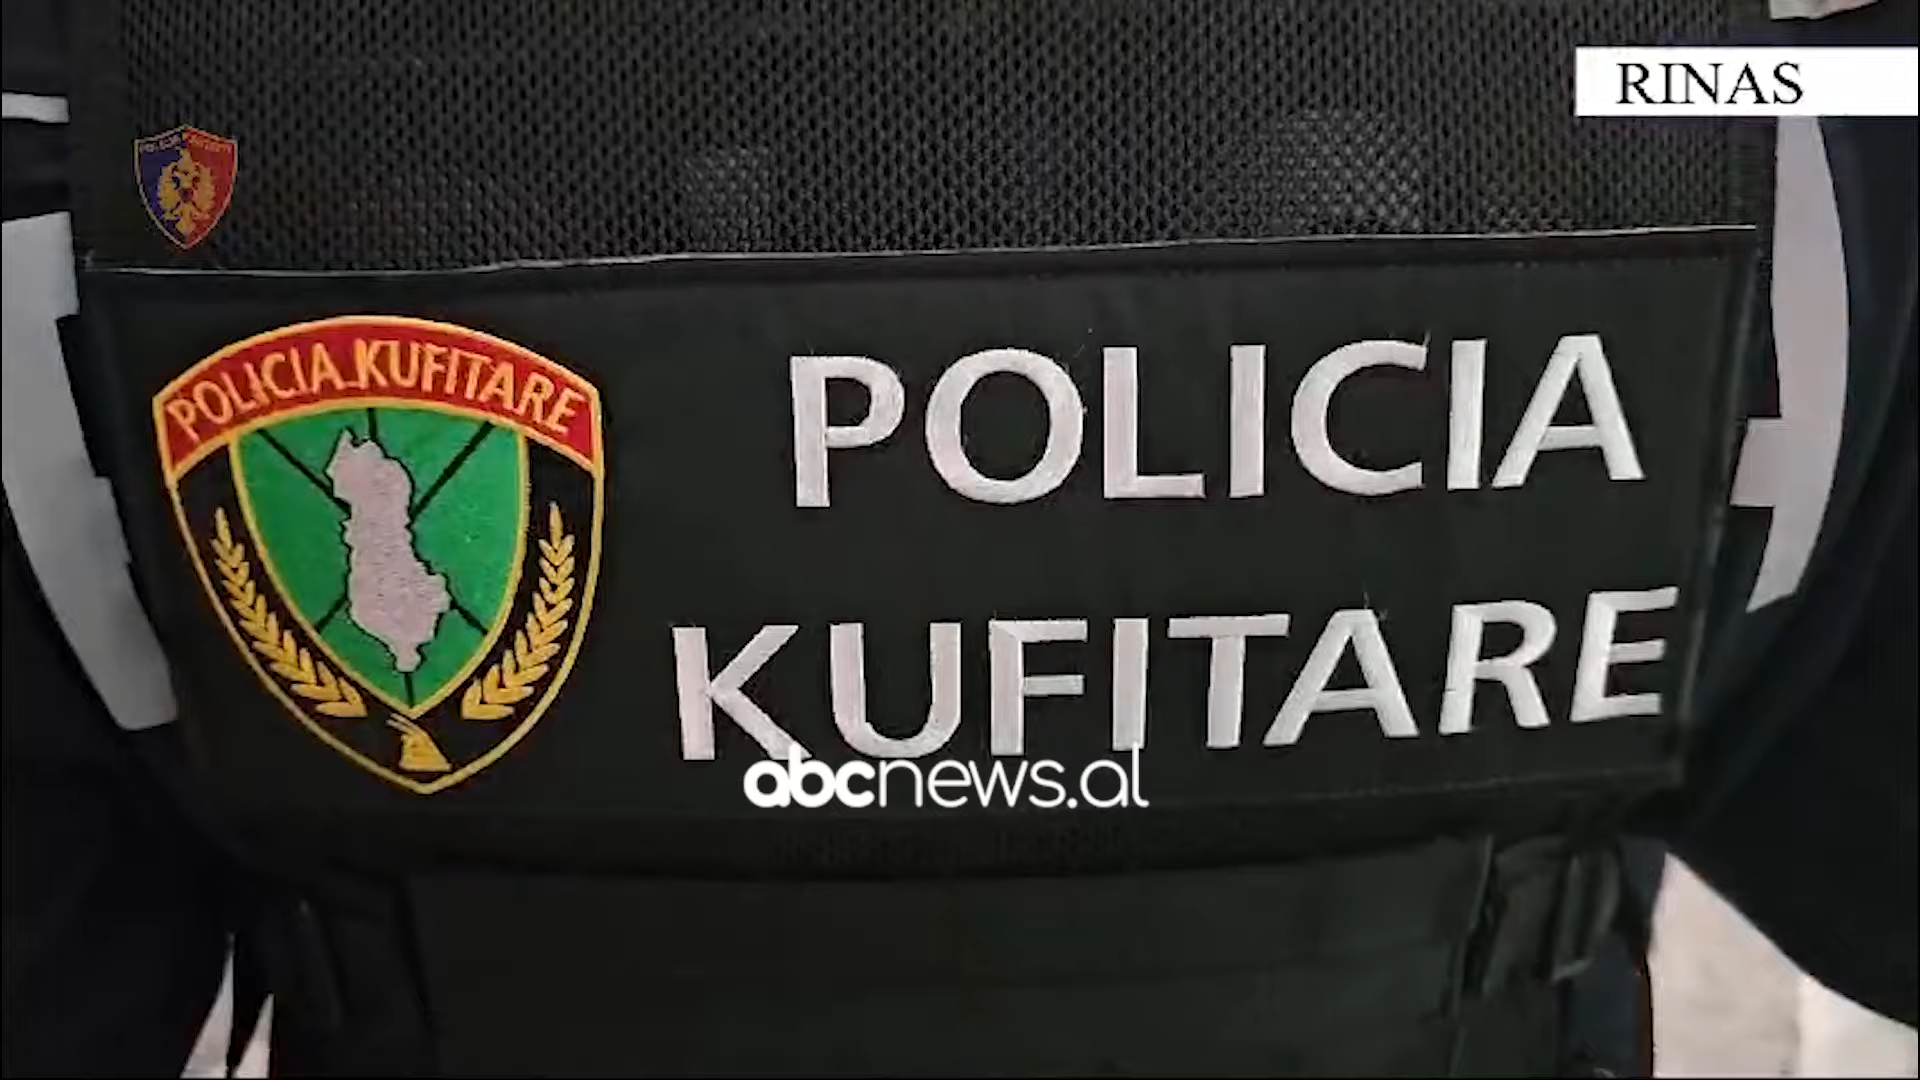 RINAS
POLICIA KUFITARE
POLICIA
KUFITARE
abcnews.al